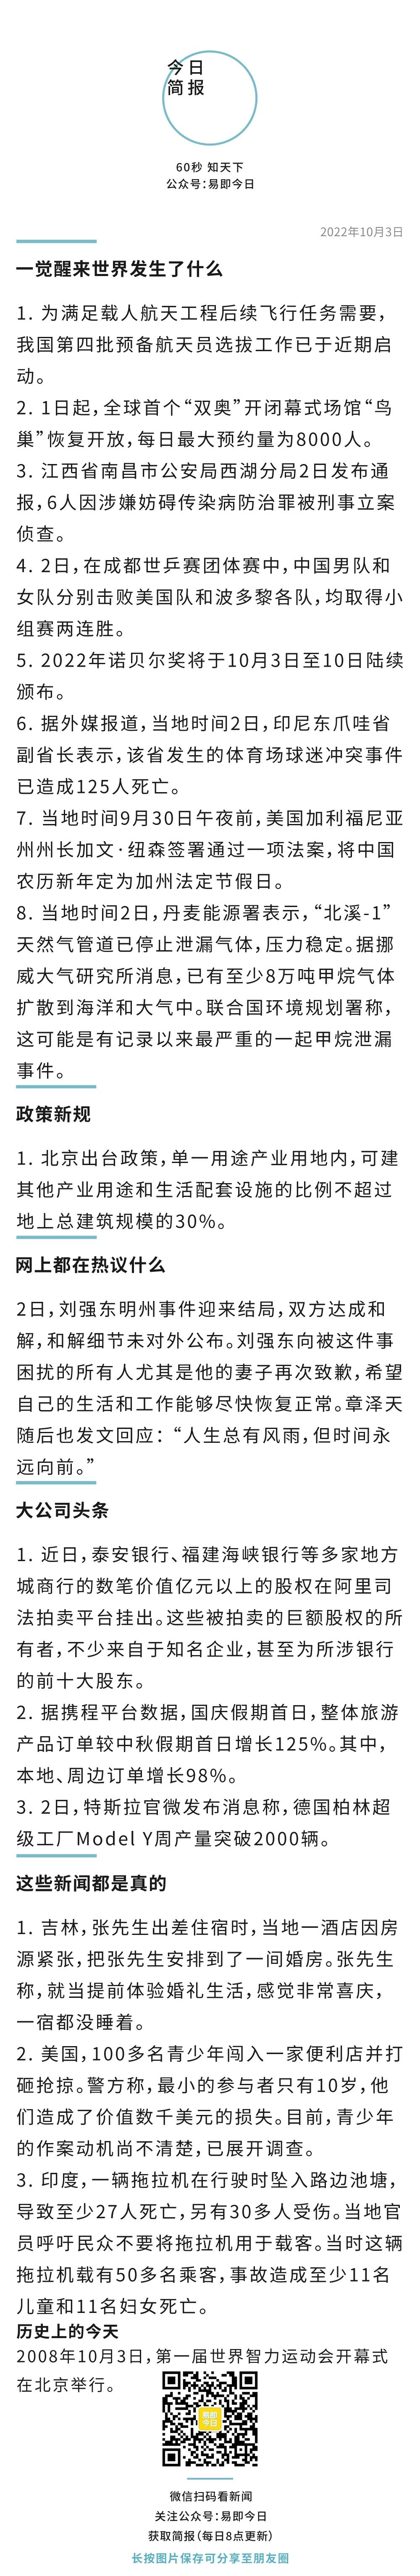 今日
简报
60秒 知天下
公众号：易即今日
2022年10月3日
一觉醒来世界发生了什么
1. 为满足载人航天工程后续飞行任务需要，
我国第四批预备航天员选拔工作已于近期启
动。
2. 1日起，全球首个“双奥”开闭幕式场馆“鸟
巢”恢复开放，每日最大预约量为8000人。
3. 江西省南昌市公安局西湖分局2日发布通
报，6人因涉嫌妨碍传染病防治罪被刑事立案
侦查。
4. 2日，在成都世乒赛团体赛中，中国男队和
女队分别击败美国队和波多黎各队，均取得小
组赛两连胜。
5. 2022年诺贝尔奖将于10月3日至10日陆续
颁布。
6. 据外媒报道，当地时间2日，印尼东爪哇省
副省长表示，该省发生的体育场球迷冲突事件
已造成125人死亡。
7. 当地时间9月30日午夜前，美国加利福尼亚
州州长加文·纽森签署通过一项法案，将中国
农历新年定为加州法定节假日。
8. 当地时间2日，丹麦能源署表示，“北溪-1”
天然气管道已停止泄漏气体，压力稳定。据挪
威大气研究所消息，已有至少8万吨甲烷气体
扩散到海洋和大气中。联合国环境规划署称，
这可能是有记录以来最严重的一起甲烷泄漏
事件。
政策新规
1. 北京出台政策，单一用途产业用地内，可建
其他产业用途和生活配套设施的比例不超过
地上总建筑规模的30%。
网上都在热议什么
2日，刘强东明州事件迎来结局，双方达成和
解，和解细节未对外公布。刘强东向被这件事
困扰的所有人尤其是他的妻子再次致歉，希望
自己的生活和工作能够尽快恢复正常。章泽天
随后也发文回应：“人生总有风雨，但时间永
远向前。”
大公司头条
1. 近日，泰安银行、福建海峡银行等多家地方
城商行的数笔价值亿元以上的股权在阿里司
法拍卖平台挂出。这些被拍卖的巨额股权的所
有者，不少来自于知名企业，甚至为所涉银行
的前十大股东。
2. 据携程平台数据，国庆假期首日，整体旅游
产品订单较中秋假期首日增长125%。其中，
本地、周边订单增长98%。
3. 2日，特斯拉官微发布消息称，德国柏林超
级工厂Model Y周产量突破2000辆。
这些新闻都是真的
1. 吉林，张先生出差住宿时，当地一酒店因房
源紧张，把张先生安排到了一间婚房。张先生
称，就当提前体验婚礼生活，感觉非常喜庆，
一宿都没睡着。
2. 美国，100多名青少年闯入一家便利店并打
砸抢掠。警方称，最小的参与者只有10岁，他
们造成了价值数千美元的损失。目前，青少年
的作案动机尚不清楚，已展开调查。
3. 印度，一辆拖拉机在行驶时坠入路边池塘，
导致至少27人死亡，另有30多人受伤。当地官
员呼吁民众不要将拖拉机用于载客。当时这辆
拖拉机载有50多名乘客，事故造成至少11名
儿童和11名妇女死亡。
历史上的今天
2008年10月3日，第一届世界智力运动会开幕式
在北京举行。
易即
今日
微信扫码看新闻
关注公众号：易即今日
获取简报（每日8点更新）
长按图片保存可分享至朋友圈